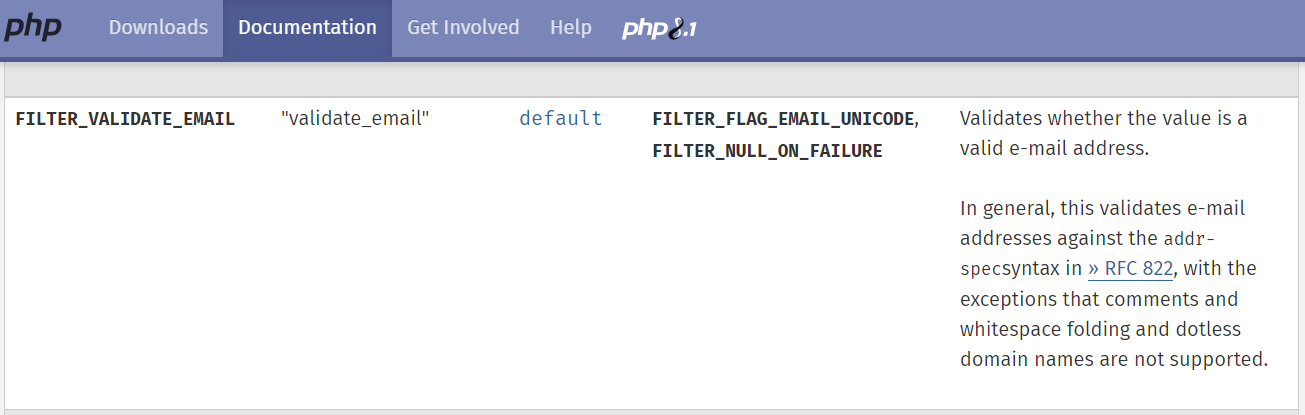 php Downloads Documentation Get Involved Help php8.1
FILTER_VALIDATE_EMAIL "validate_email" default FILTER_FLAG_EMAIL_UNICODE, Validates whether the value is a
FILTER_NULL_ON_FAILURE valid e-mail address.
In general, this validates e-mail
addresses against the addr-
specsyntax in » RFC 822, with the
exceptions that comments and
whitespace folding and dotless
domain names are not supported.